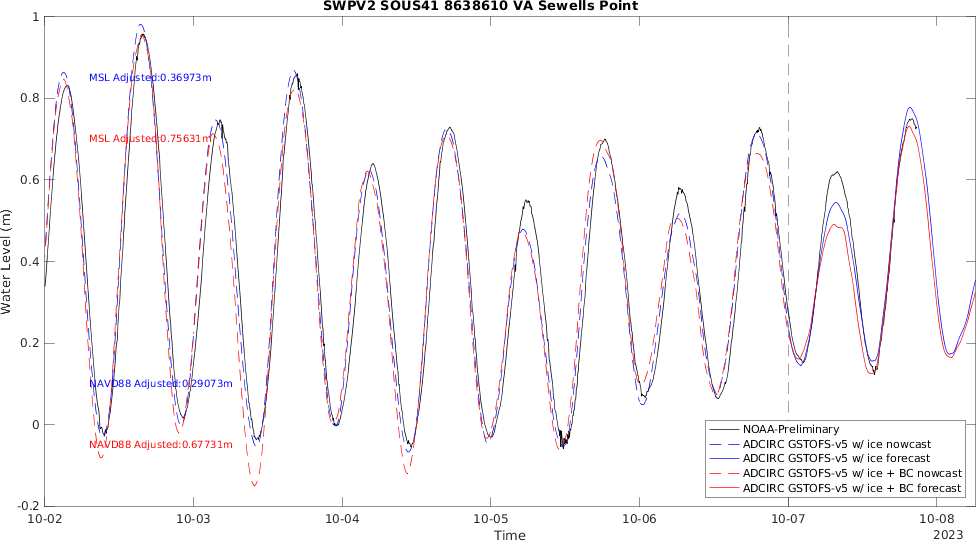 SWPV2 SOUS41 8638610 VA Sewells Point
1
0.8
0.6
0.4
0.2
0
-0.2
Water Level (m)
MSL Adjusted:0.36973m
MSL Adjusted:0.75631m
NAVD88 Adjusted:0.29073m
NAVD88 Adjusted:0.67731m
NOAA-Preliminary
ADCIRC GSTOFS-v5 w/ ice nowcast
ADCIRC GSTOFS-v5 w/ ice forecast
ADCIRC GSTOFS-v5 w/ ice + BC nowcast
ADCIRC GSTOFS-v5 w/ ice + BC forecast
10-02 10-03 10-04 10-05 10-06 10-07 10-08
Time
2023